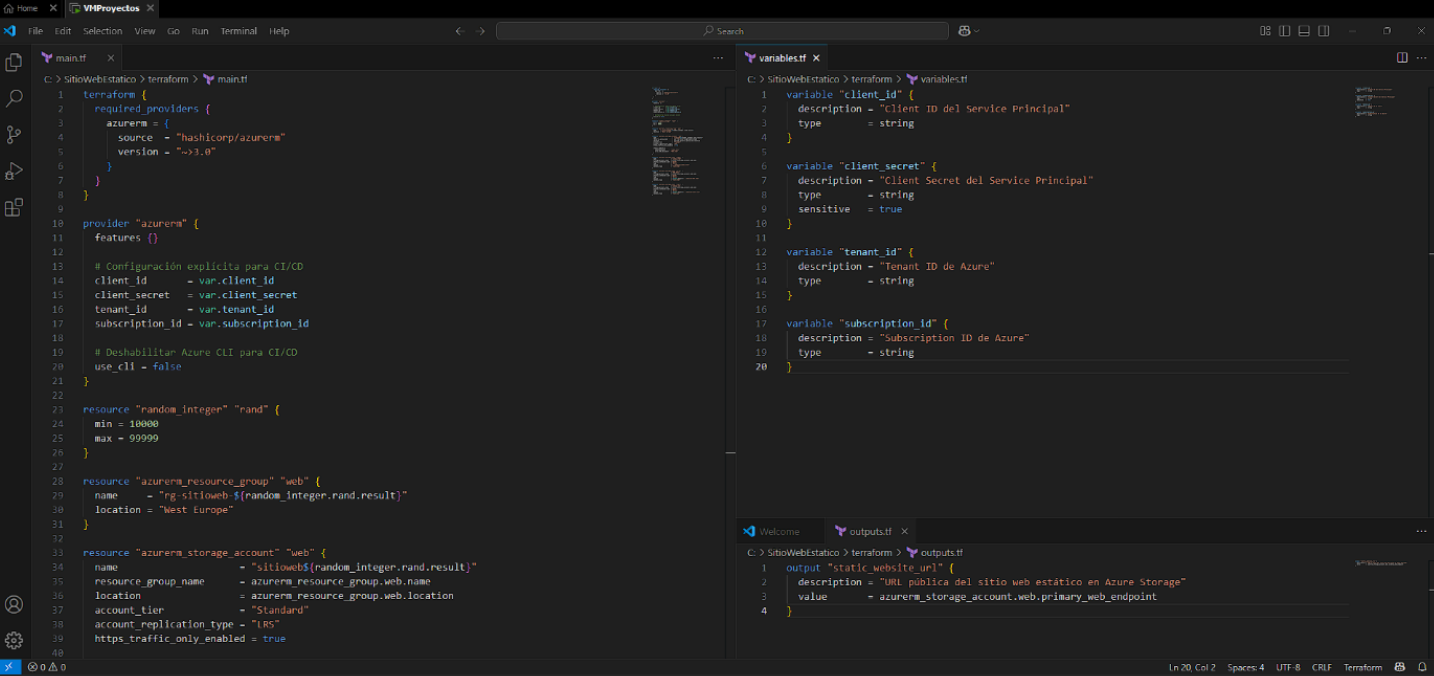 Home
VMProyectos
File Edit Selection View Go Run Terminal Help
Search
main.tf
C: > SitioWebEstatico > terraform > main.tf
1 terraform {
2 required_providers {
3 azurerm = {
4 source = "hashicorp/azurerm"
5 version = "~>3.0"
6 }
7 }
8 }
9
10 provider "azurerm" {
11 features {}
12
13 # Configuración explícita para CI/CD
14 client_id = var.client_id
15 client_secret = var.client_secret
16 tenant_id = var.tenant_id
17 subscription_id = var.subscription_id
18
19 # Deshabilitar Azure CLI para CI/CD
20 use_cli = false
21 }
22
23 resource "random_integer" "rand" {
24 min = 10000
25 max = 99999
26 }
27
28 resource "azurerm_resource_group" "web" {
29 name = "rg-sitioweb-${random_integer.rand.result}"
30 location = "West Europe"
31 }
32
33 resource "azurerm_storage_account" "web" {
34 name = "sitioweb${random_integer.rand.result}"
35 resource_group_name = azurerm_resource_group.web.name
36 location = azurerm_resource_group.web.location
37 account_tier = "Standard"
38 account_replication_type = "LRS"
39 https_traffic_only_enabled = true
40
variables.tf
C: > SitioWebEstatico > terraform > variables.tf
1 variable "client_id" {
2 description = "Client ID del Service Principal"
3 type = string
4 }
5
6 variable "client_secret" {
7 description = "Client Secret del Service Principal"
8 type = string
9 sensitive = true
10 }
11
12 variable "tenant_id" {
13 description = "Tenant ID de Azure"
14 type = string
15 }
16
17 variable "subscription_id" {
18 description = "Subscription ID de Azure"
19 type = string
20 }
Welcome
outputs.tf
C: > SitioWebEstatico > terraform > outputs.tf
1 output "static_website_url" {
2 description = "URL pública del sitio web estático en Azure Storage"
3 value = azurerm_storage_account.web.primary_web_endpoint
4 }
0 0
Ln 20, Col 2 Spaces: 4 UTF-8 CRLF Terraform